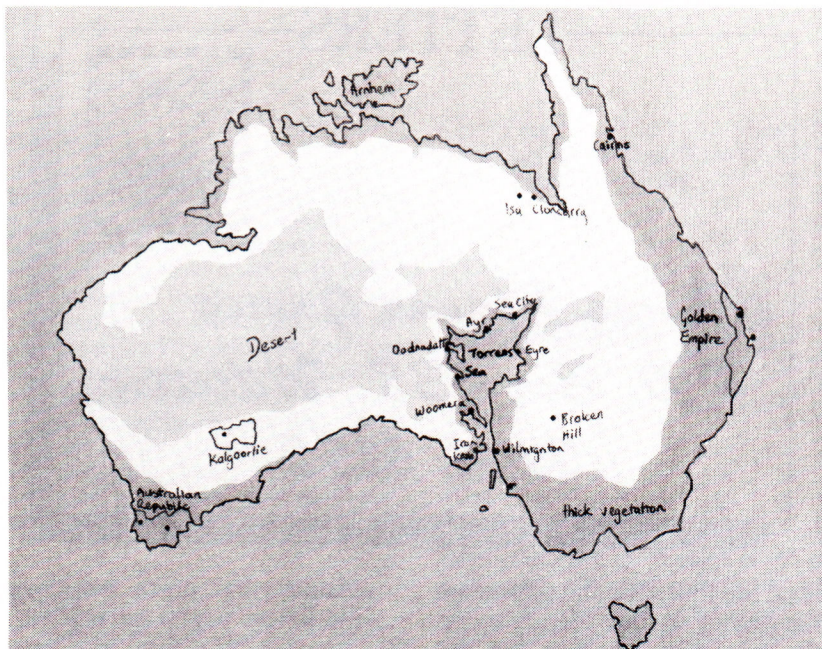 Arnhem
Cairns
Isa Cloncurry
Sea City
Ayr
Golden
Empire
Desert
Oodnadatta
Torrens Eyre
Sea
Woomera
Broken
Hill
Kalgoorlie
Iron
Knob
Wilmignton
Australian
Republic
thick vegetation